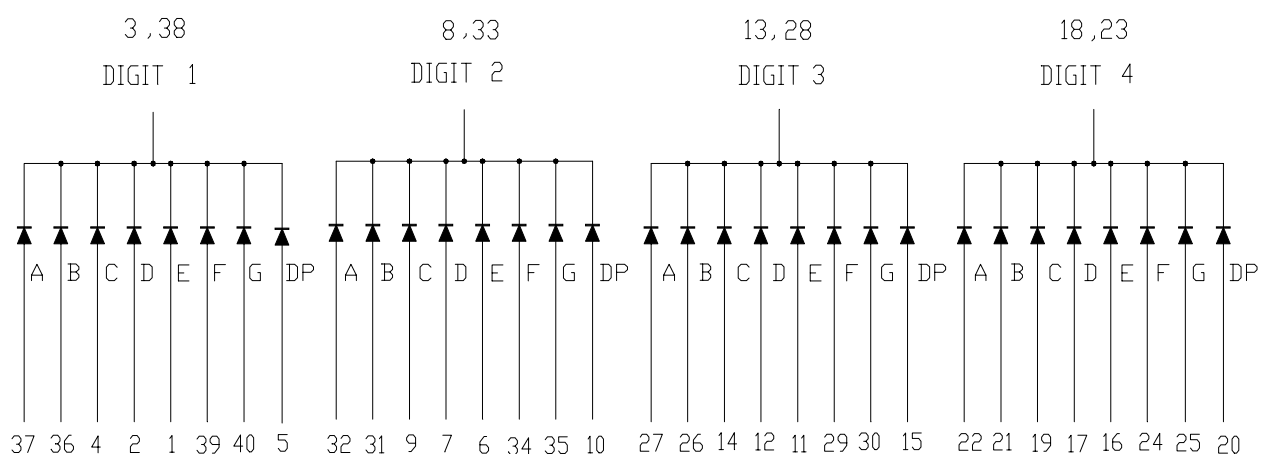 3,38 8,33 13,28 18,23
DIGIT 1 DIGIT 2 DIGIT 3 DIGIT 4
A B C D E F G DP A B C D E F G DP A B C D E F G DP A B C D E F G DP
37 36 4 2 1 39 40 5 32 31 9 7 6 34 35 10 27 26 14 12 11 29 30 15 22 21 19 17 16 24 25 20